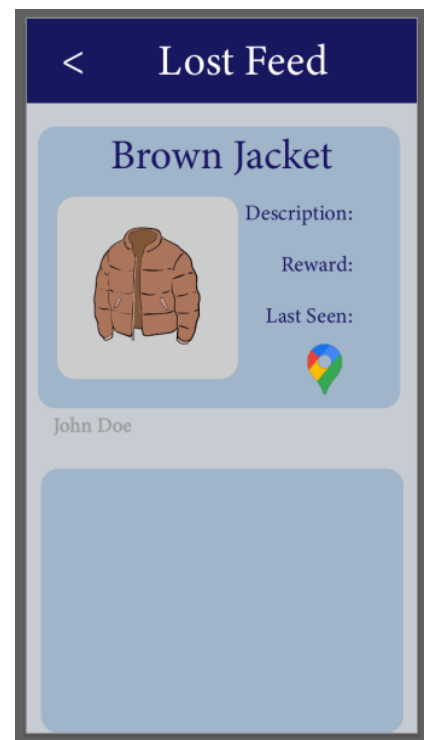 < Lost Feed
Brown Jacket
Description:
Reward:
Last Seen:
John Doe